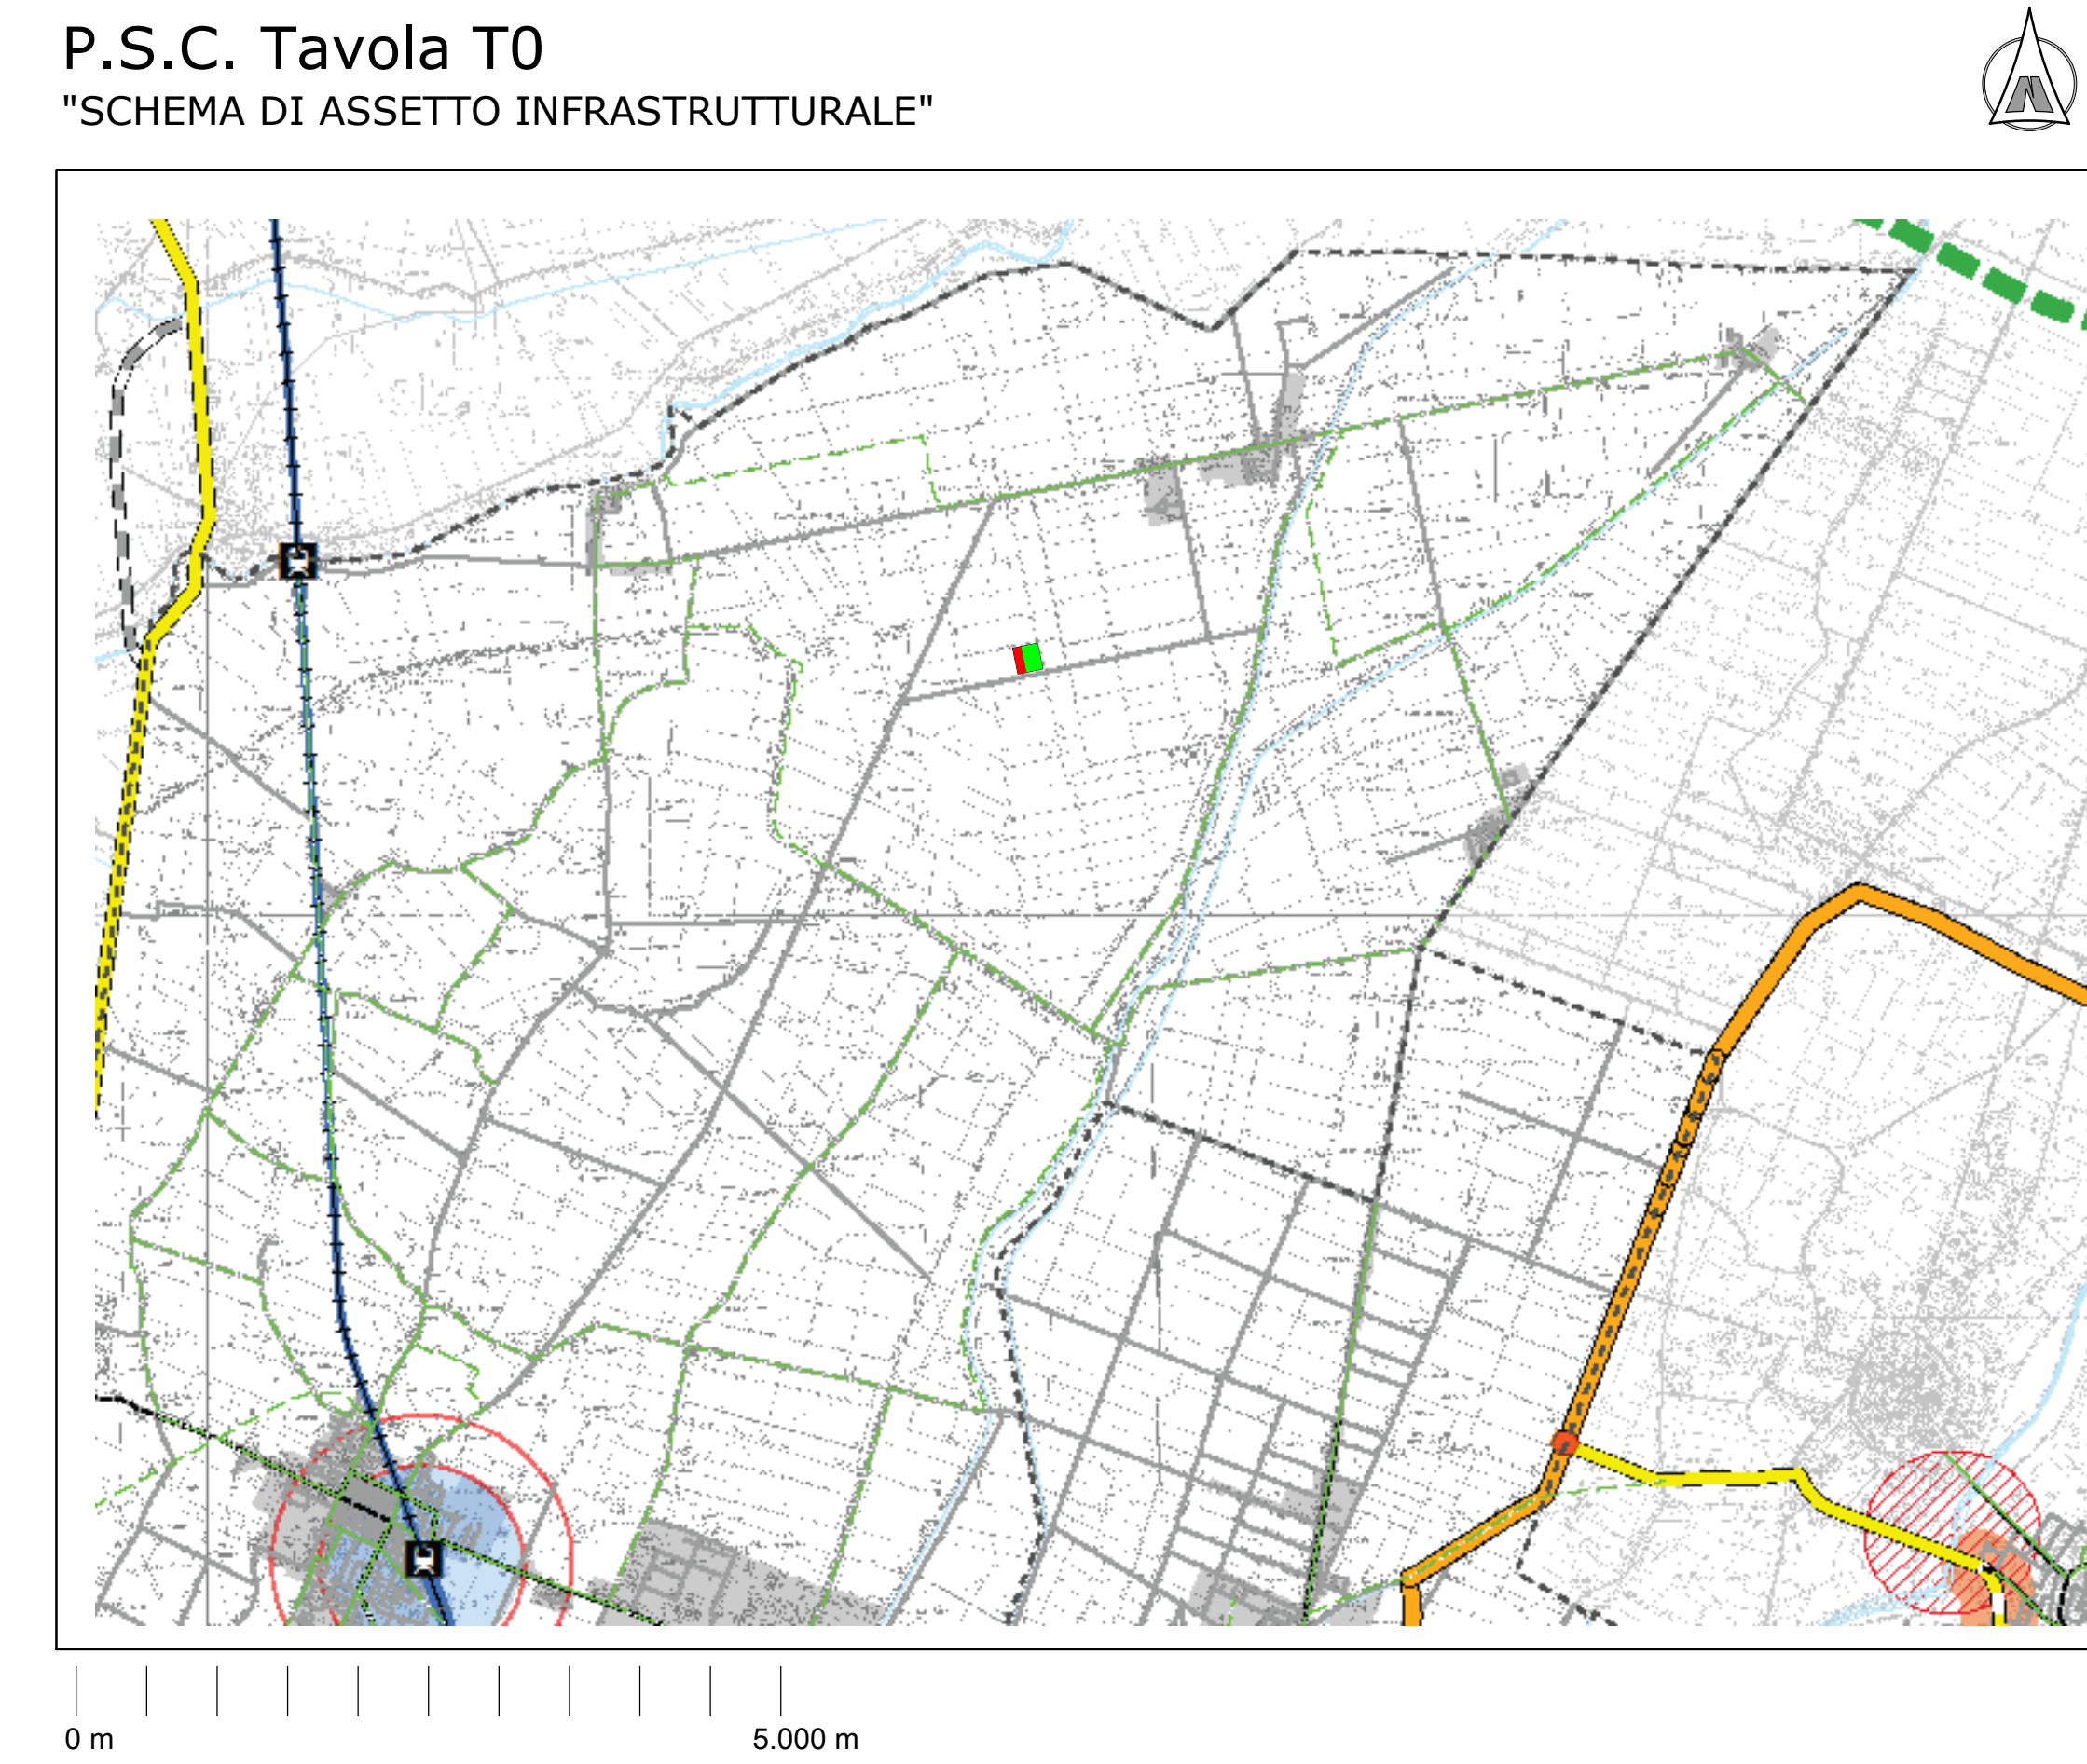 P.S.C. Tavola T0
"SCHEMA DI ASSETTO INFRASTRUTTURALE"
N
0 m
5.000 m